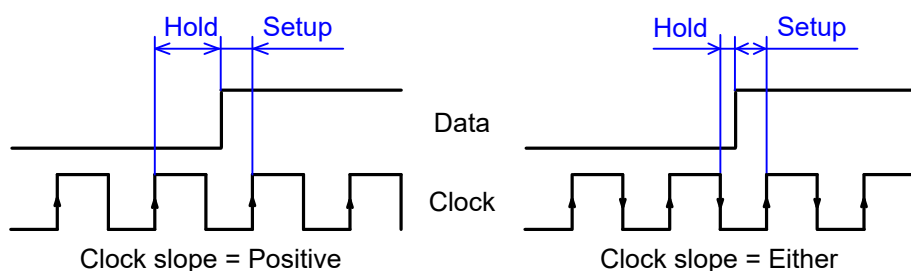 Hold Setup
Hold Setup
Data
Clock
Clock slope = Positive
Clock slope = Either